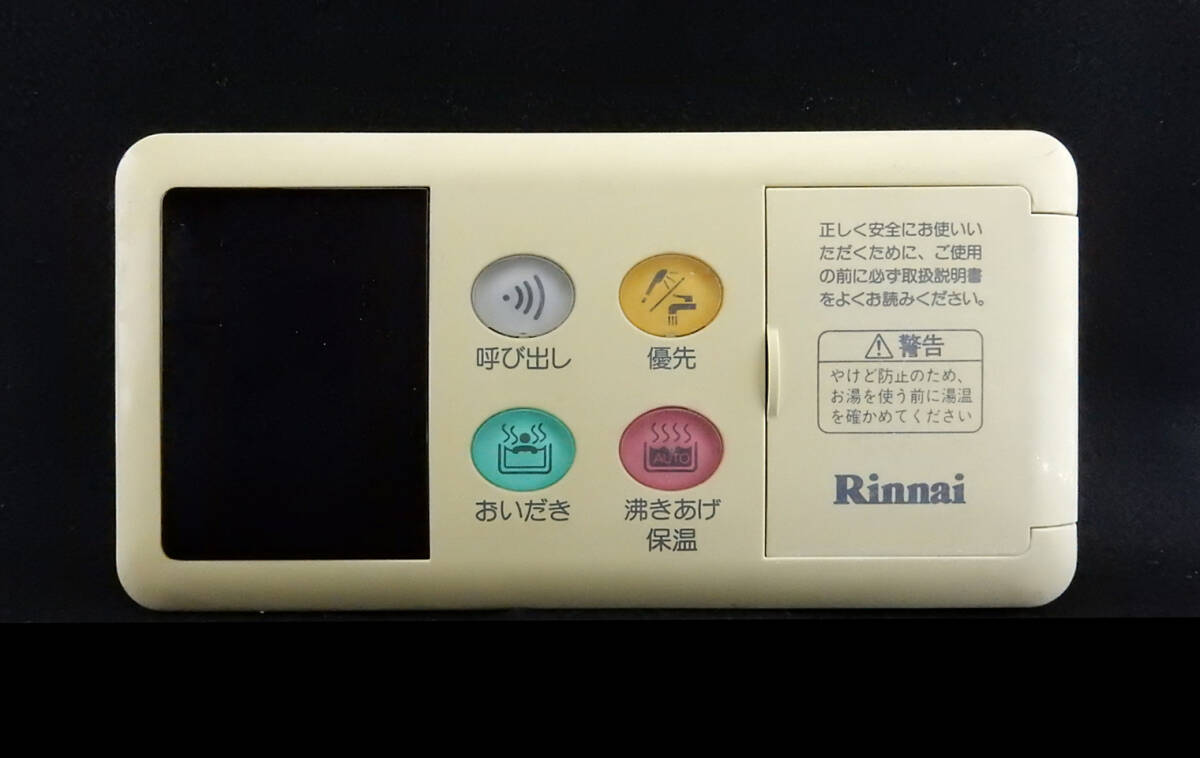 呼び出し
優先
おいだき
AUTO
沸きあげ
保温
正しく安全にお使いい
ただくために、ご使用
の前に必ず取扱説明書
をよくお読みください。
警告
やけど防止のため、
お湯を使う前に湯温
を確かめてください
Rinnai